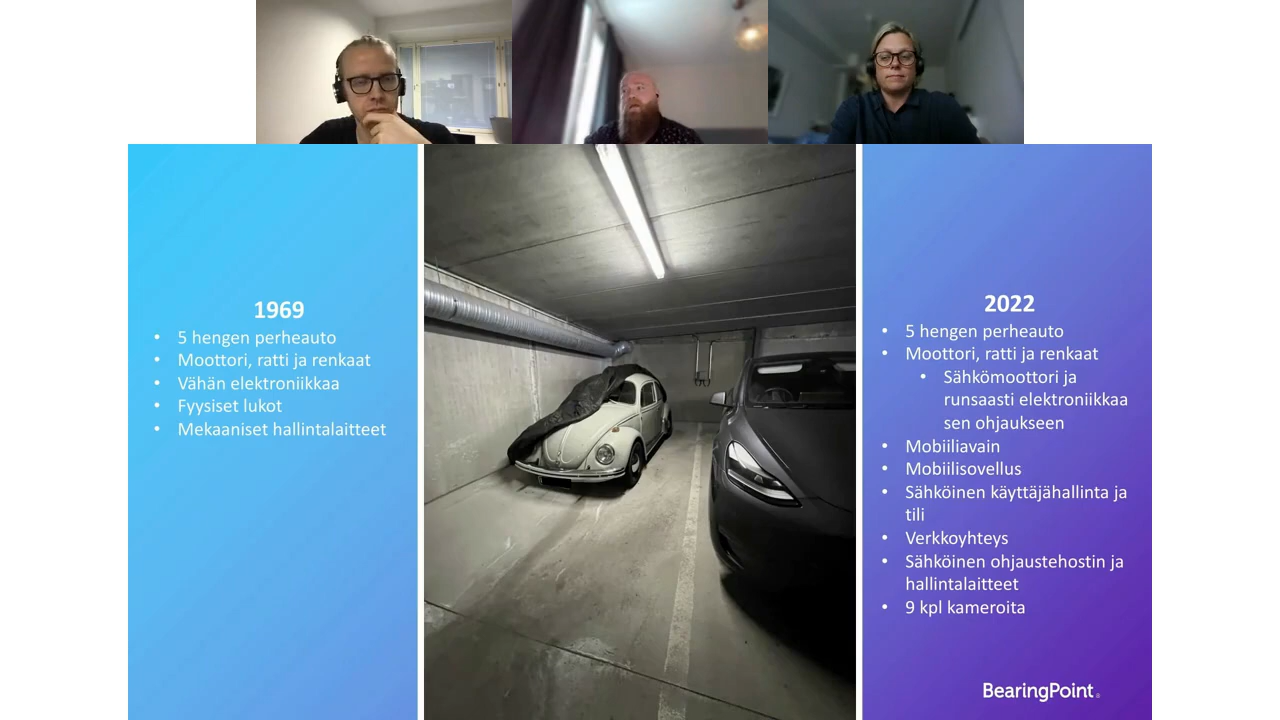 1969
• 5 hengen perheauto
• Moottori, ratti ja renkaat
• Vähän elektroniikkaa
• Fyysiset lukot
• Mekaaniset hallintalaitteet
2022
• 5 hengen perheauto
• Moottori, ratti ja renkaat
• Sähkömoottori ja
runsaasti elektroniikkaa
sen ohjaukseen
• Mobiiliavain
• Mobiilisovellus
• Sähköinen käyttäjähallinta ja
tili
• Verkkoyhteys
• Sähköinen ohjaustehostin ja
hallintalaitteet
• 9 kpl kameroita
BearingPoint®